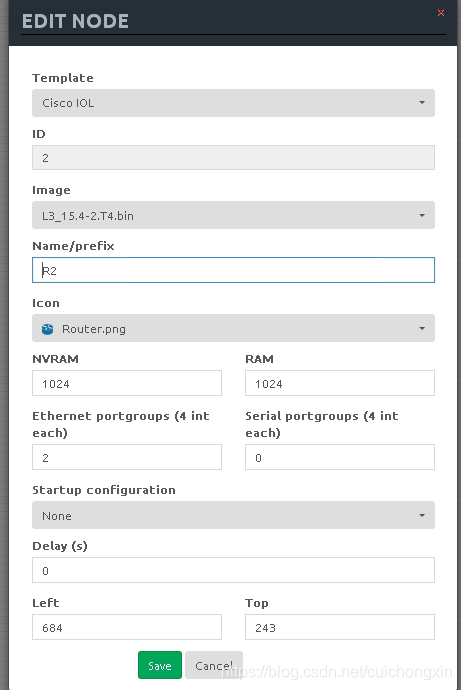 EDIT NODE
×
Template
Cisco IOL
ID
2
Image
L3_15.4-2.T4.bin
Name/prefix
R2
Icon
Router.png
NVRAM
RAM
1024
1024
Ethernet portgroups (4 int
each)
Serial portgroups (4 int
each)
2
0
Startup configuration
None
Delay (s)
0
Left
Top
684
243
Save
Cancel
https://blog.csdn.net/cuichongxin